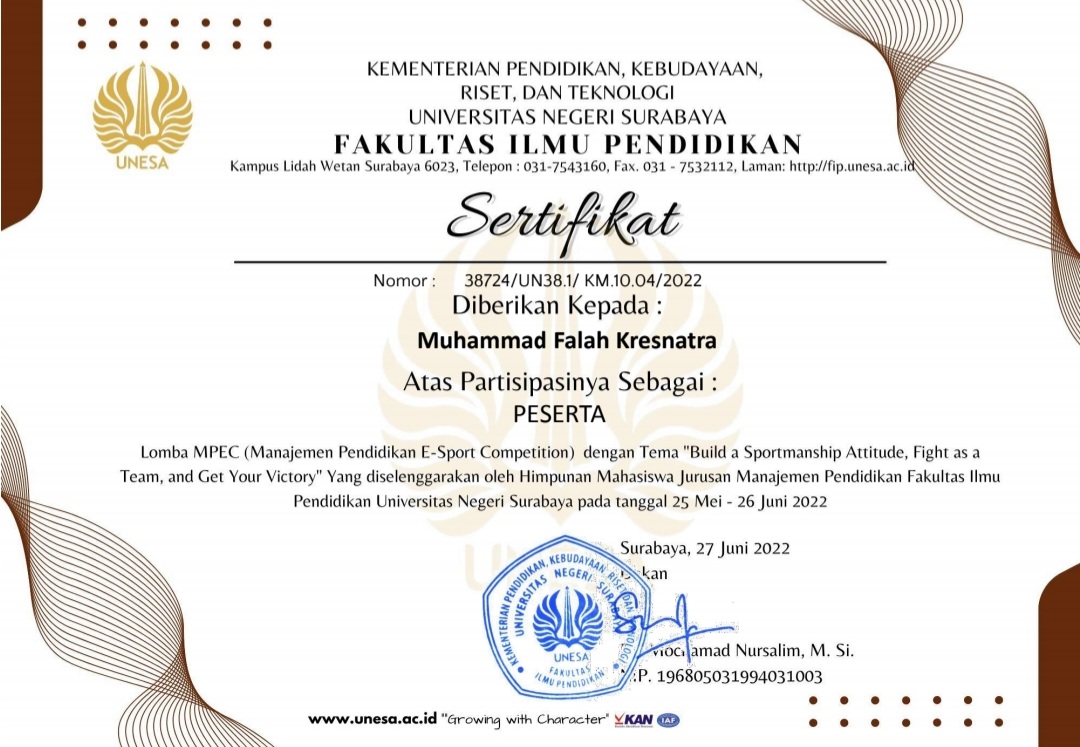 KEMENTERIAN PENDIDIKAN, KEBUDAYAAN,
RISET, DAN TEKNOLOGI
UNIVERSITAS NEGERI SURABAYA
FAKULTAS ILMU PENDIDIKAN
Kampus Lidah Wetan Surabaya 6023, Telepon : 031-7543160, Fax. 031 - 7532112, Laman: http://fip.unesa.ac.id
UNESA
Sertifikat
Nomor : 38724/UN38.1/ KM.10.04/2022
Diberikan Kepada :
Muhammad Falah Kresnatra
Atas Partisipasinya Sebagai :
PESERTA
Lomba MPEC (Manajemen Pendidikan E-Sport Competition) dengan Tema "Build a Sportmanship Attitude, Fight as a
Team, and Get Your Victory" Yang diselenggarakan oleh Himpunan Mahasiswa Jurusan Manajemen Pendidikan Fakultas Ilmu
Pendidikan Universitas Negeri Surabaya pada tanggal 25 Mei - 26 Juni 2022
UNESA
Surabaya, 27 Juni 2022
KEMENTERIAN PENDIDIKAN, KEBUDAYAAN, RISET, DAN TEKNOLOGI
UNIVERSITAS NEGERI SURABAYA
UNESA
FAKULTAS
ILMU PENDIDIKAN
Nursalim, M. Si.
196805031994031003
www.unesa.ac.id "Growing with Character" KAN IAF